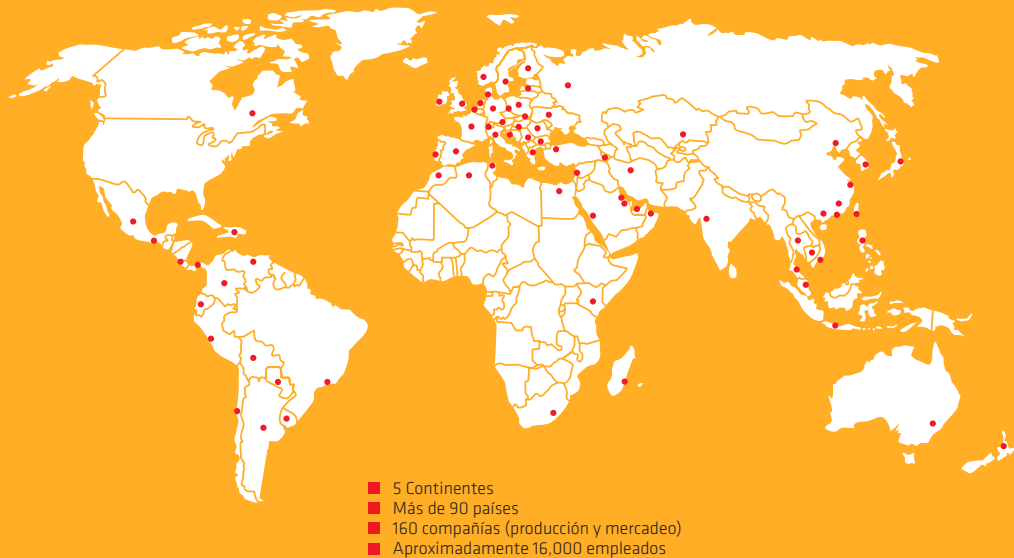 5 Continentes
Más de 90 países
160 compañías (producción y mercadeo)
Aproximadamente 16,000 empleados